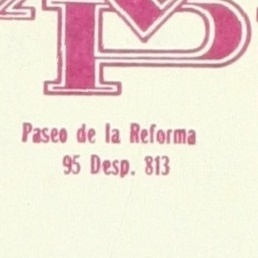 Paseo de la Reforma
95 Desp. 813